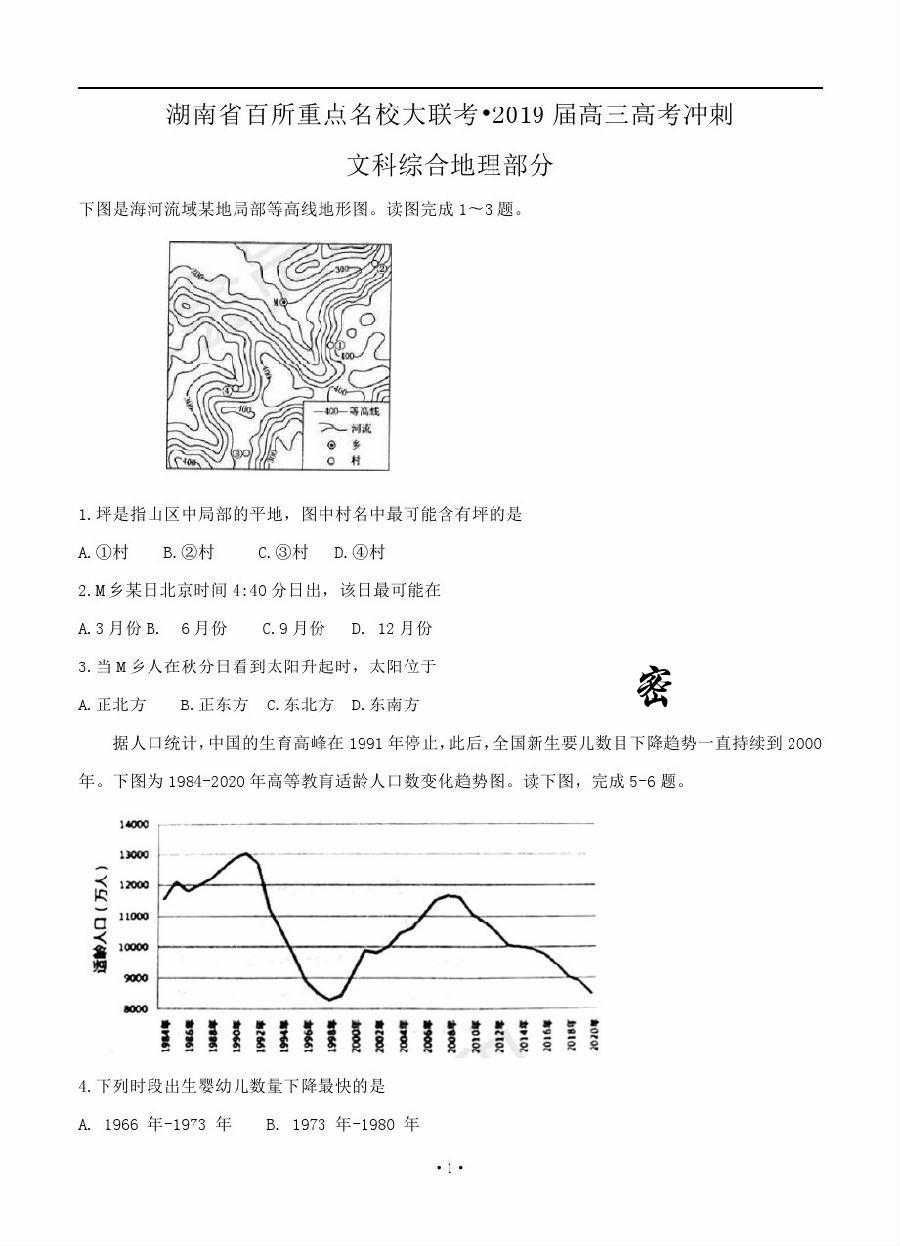 湖南省百所重点名校大联考•2019 届高三高考冲刺
文科综合地理部分
下图是海河流域某地局部等高线地形图。读图完成 1～3 题。
200
300
②
M
①
400
400
400
④
300
400
③
300
400
—400—等高线
河流
乡
村
1.坪是指山区中局部的平地，图中村名中最可能含有坪的是
A.①村 B.②村 C.③村 D.④村
2.M 乡某日北京时间 4:40 分日出，该日最可能在
A.3 月份 B. 6 月份 C.9 月份 D. 12 月份
3.当 M 乡人在秋分日看到太阳升起时，太阳位于
A.正北方 B.正东方 C.东北方 D.东南方
密
据人口统计,中国的生育高峰在 1991 年停止,此后,全国新生要儿数目下降趋势一直持续到 2000
年。下图为 1984-2020 年高等教育适龄人口数变化趋势图。读下图，完成 5-6 题。
适龄人口（万人）
14000
13000
12000
11000
10000
9000
8000
1984年 1986年 1988年 1990年 1992年 1994年 1996年 1998年 2000年 2002年 2004年 2006年 2008年 2010年 2012年 2014年 2016年 2018年 2020年
4.下列时段出生婴幼儿数量下降最快的是
A. 1966 年-1973 年 B. 1973 年-1980 年
• 1 •